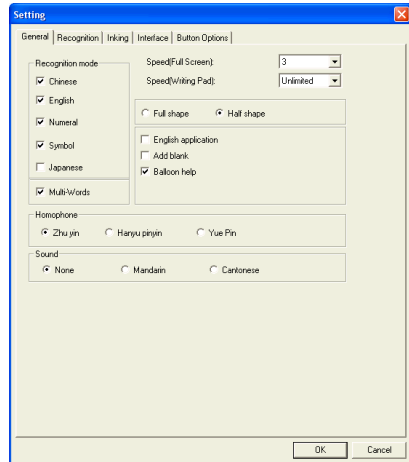 Setting
General Recognition Inking Interface Button Options
Recognition mode
Chinese
English
Numeral
Symbol
Japanese
Multi-Words
Speed(Full Screen): 3
Speed(Writing Pad): Unlimited
Full shape Half shape
English application
Add blank
Balloon help
Homophone
Zhu yin Hanyu pinyin Yue Pin
Sound
None Mandarin Cantonese
OK Cancel